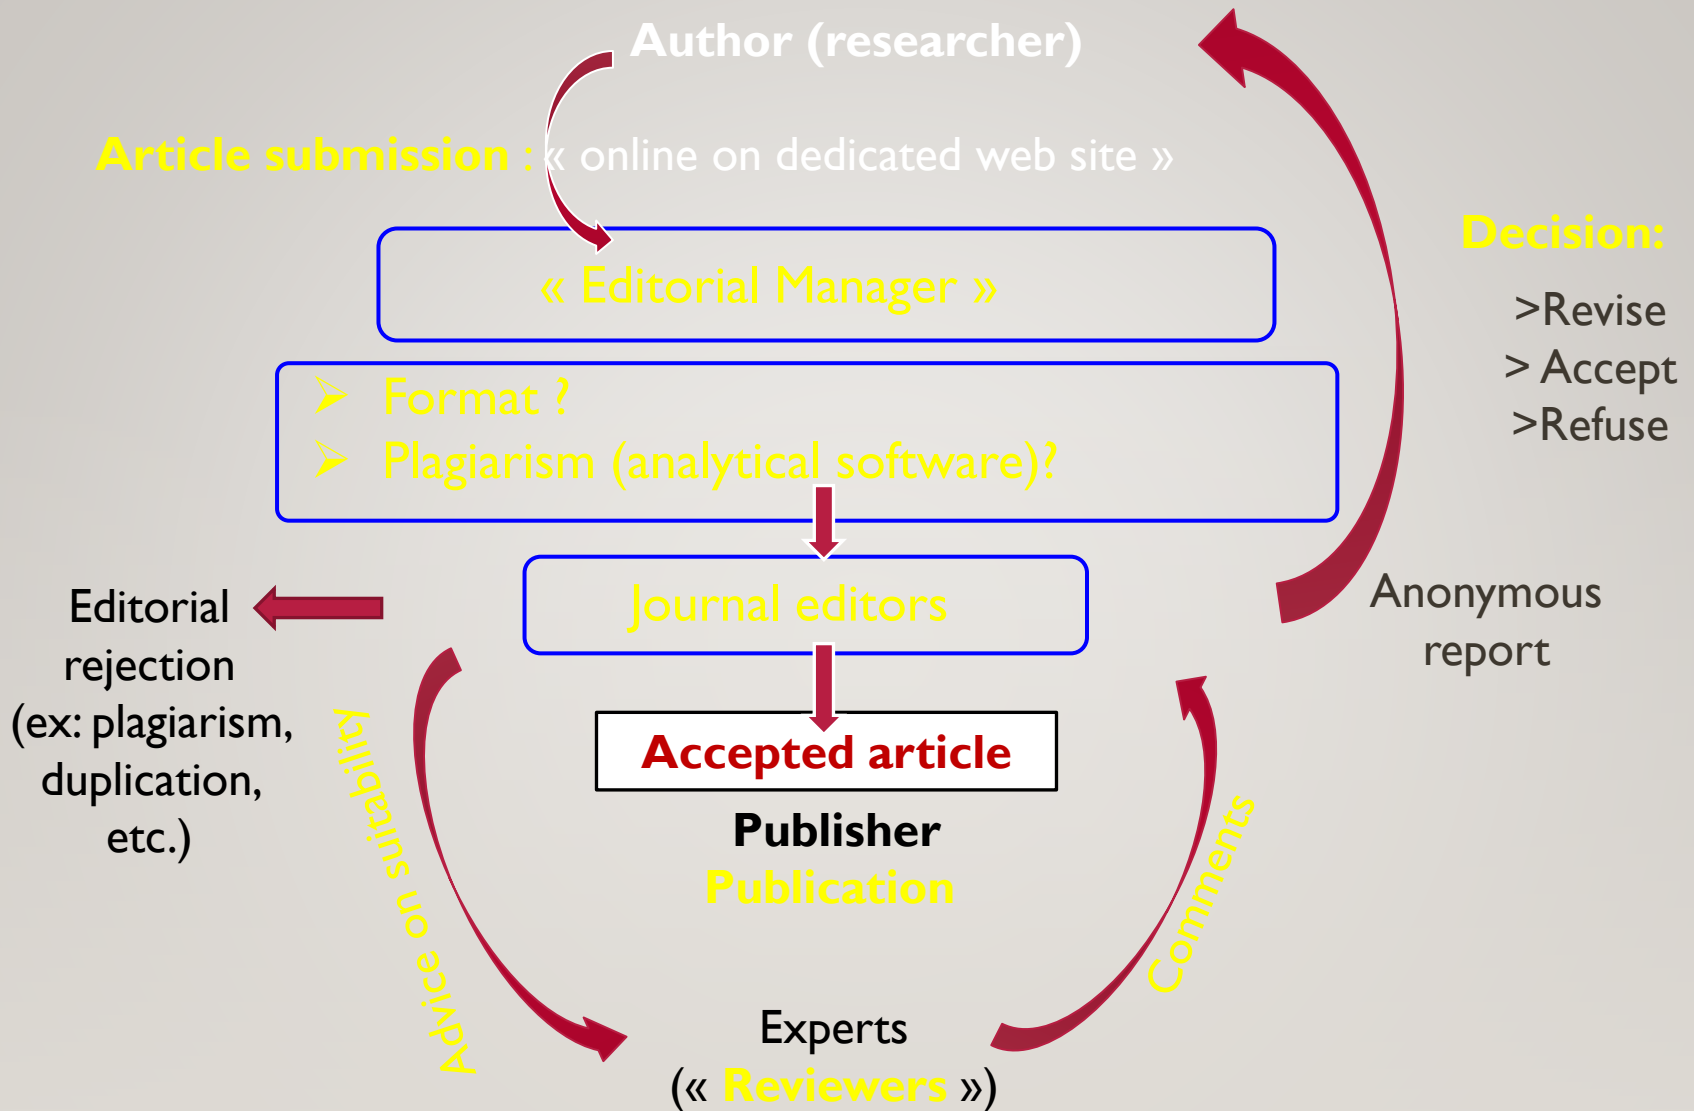 Author (researcher)
Article submission : « online on dedicated web site »
« Editorial Manager »
➢ Format ?
➢ Plagiarism (analytical software)?
Journal editors
Editorial
rejection
(ex: plagiarism,
duplication,
etc.)
Advice on suitability
Accepted article
Publisher
Publication
Experts
(« Reviewers »)
Comments
Anonymous
report
Decision:
>Revise
> Accept
>Refuse